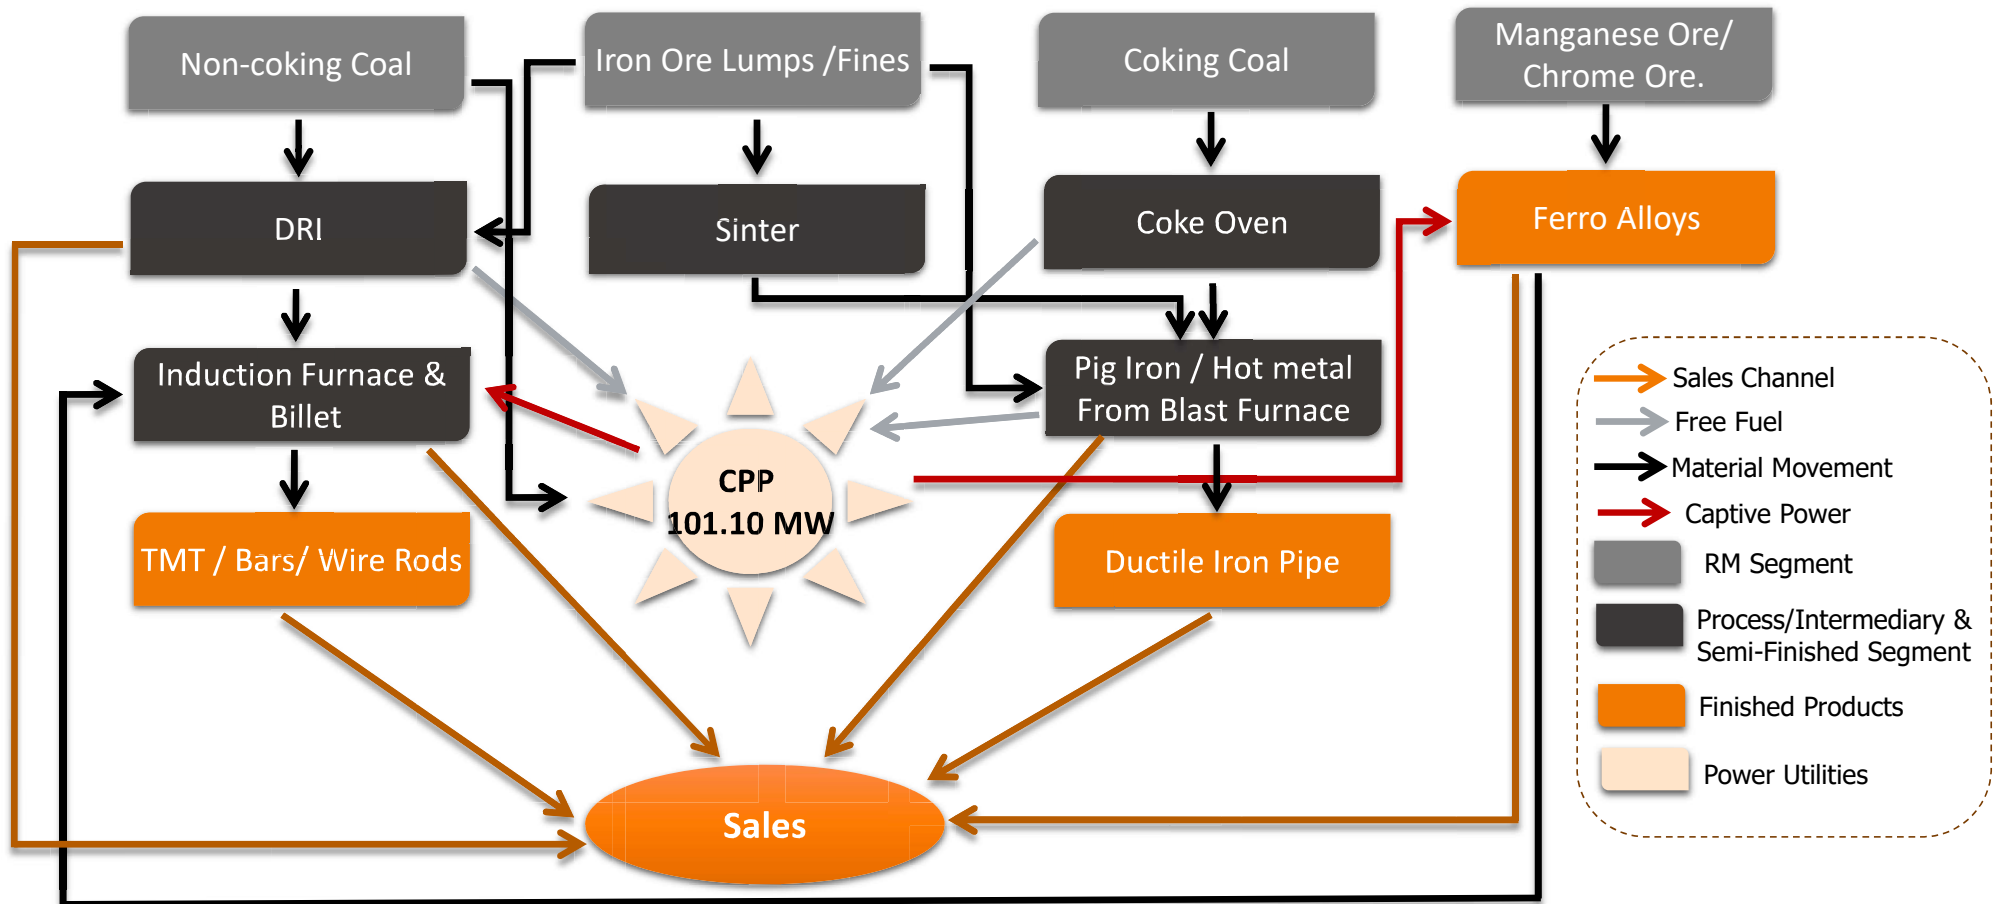 Non-coking Coal
Iron Ore Lumps /Fines
Coking Coal
Manganese Ore/
Chrome Ore.
DRI
Sinter
Coke Oven
Ferro Alloys
Induction Furnace &
Billet
Pig Iron / Hot metal
From Blast Furnace
CPP
101.10 MW
TMT / Bars/ Wire Rods
Ductile Iron Pipe
Sales
Sales Channel
Free Fuel
Material Movement
Captive Power
RM Segment
Process/Intermediary &
Semi-Finished Segment
Finished Products
Power Utilities